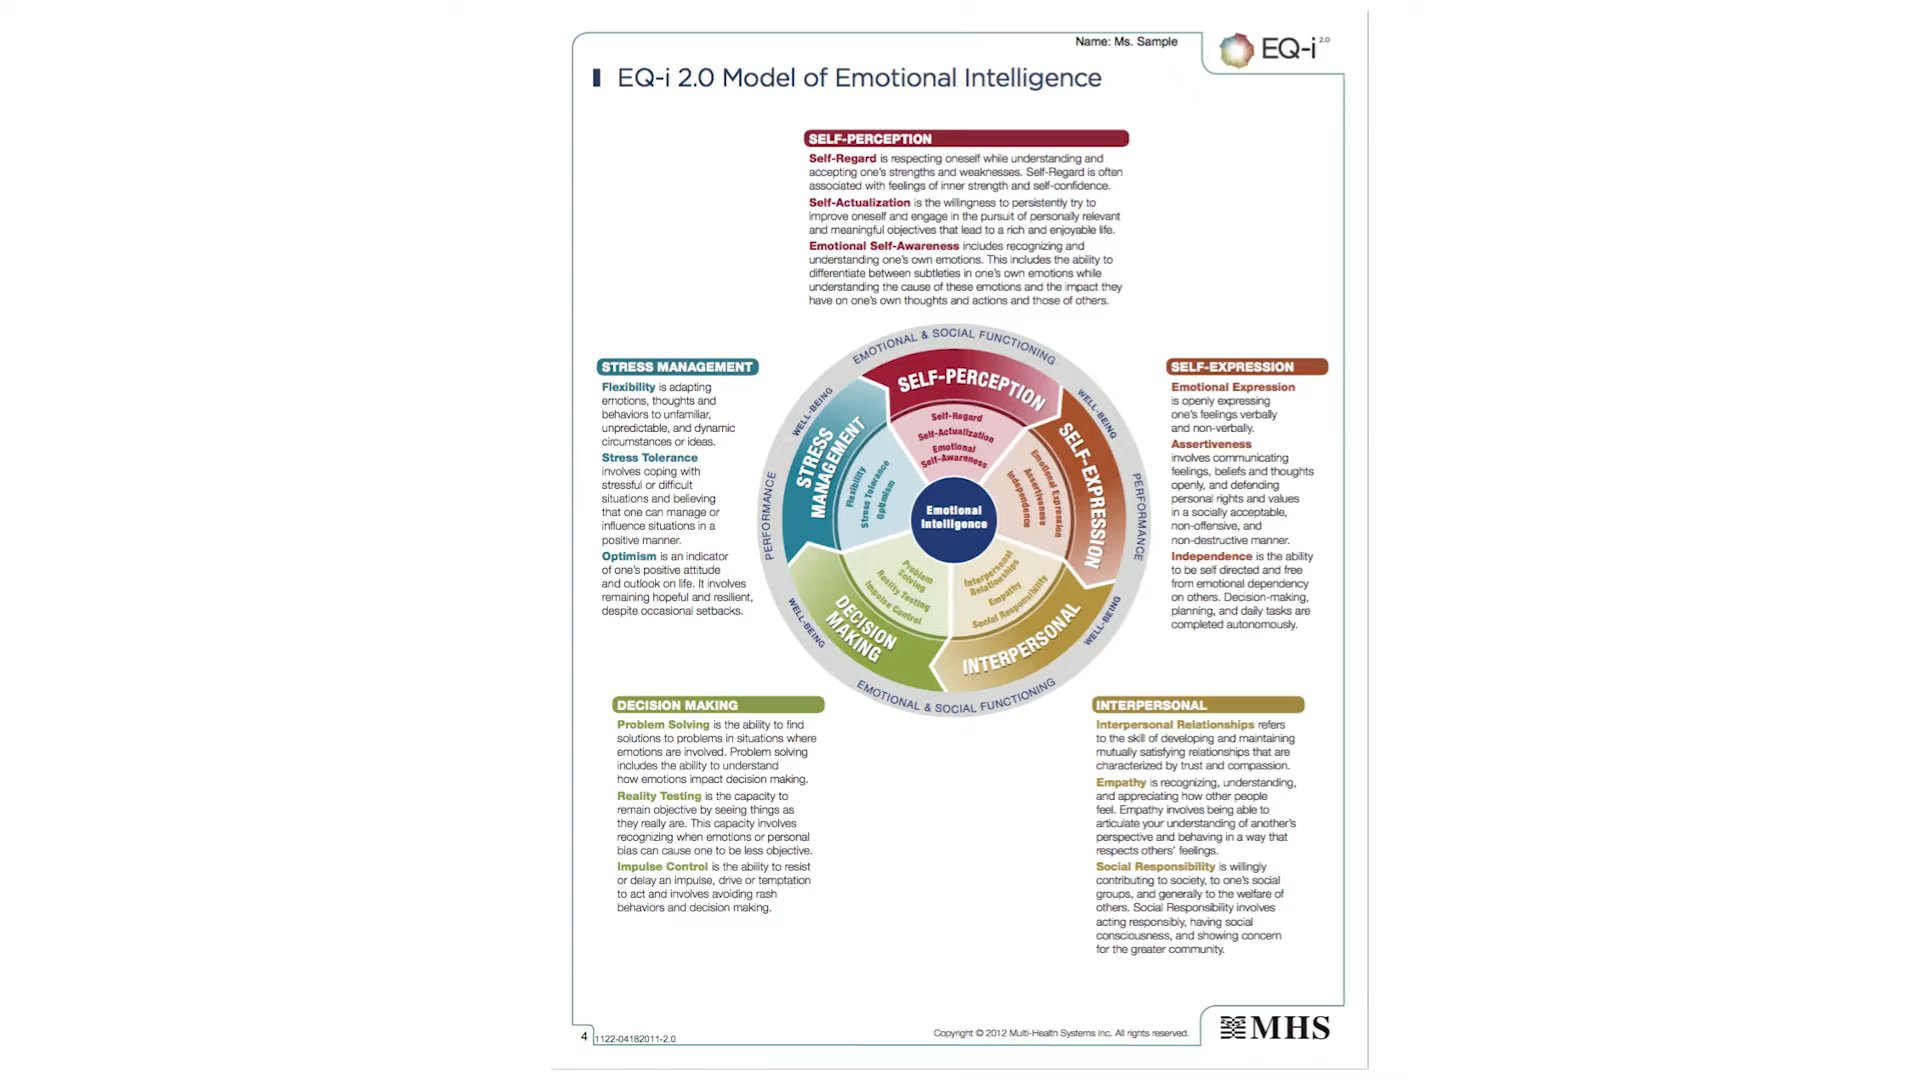 Name: Ms. Sample
EQ-i 2.0
EQ-i 2.0 Model of Emotional Intelligence
SELF-PERCEPTION
Self-Regard is respecting oneself while understanding and
accepting one's strengths and weaknesses. Self-Regard is often
associated with feelings of inner strength and self-confidence.
Self-Actualization is the willingness to persistently try to
improve oneself and engage in the pursuit of personally relevant
and meaningful objectives that lead to a rich and enjoyable life.
Emotional Self-Awareness includes recognizing and
understanding one's own emotions. This includes the ability to
differentiate between subtleties in one's own emotions while
understanding the cause of these emotions and the impact they
have on one's own thoughts and actions and those of others.
STRESS MANAGEMENT
Flexibility is adapting
emotions, thoughts and
behaviors to unfamiliar,
unpredictable, and dynamic
circumstances or ideas.
Stress Tolerance
involves coping with
stressful or difficult
situations and believing
that one can manage or
influence situations in a
positive manner.
Optimism is an indicator
of one's positive attitude
and outlook on life. It involves
remaining hopeful and resilient,
despite occasional setbacks.
EMOTIONAL & SOCIAL FUNCTIONING
WELL-BEING
PERFORMANCE
WELL-BEING
EMOTIONAL & SOCIAL FUNCTIONING
WELL-BEING
PERFORMANCE
WELL-BEING
SELF-PERCEPTION
Self-Regard
Self-Actualization
Emotional
Self-Awareness
SELF-EXPRESSION
Emotional Expression
Assertiveness
Independence
INTERPERSONAL
Interpersonal
Relationships
Empathy
Social Responsibility
DECISION
MAKING
Problem
Solving
Reality Testing
Impulse Control
STRESS
MANAGEMENT
Flexibility
Stress Tolerance
Optimism
Emotional
Intelligence
SELF-EXPRESSION
Emotional Expression
is openly expressing
one's feelings verbally
and non-verbally.
Assertiveness
involves communicating
feelings, beliefs and thoughts
openly, and defending
personal rights and values
in a socially acceptable,
non-offensive, and
non-destructive manner.
Independence is the ability
to be self directed and free
from emotional dependency
on others. Decision-making,
planning, and daily tasks are
completed autonomously.
DECISION MAKING
Problem Solving is the ability to find
solutions to problems in situations where
emotions are involved. Problem solving
includes the ability to understand
how emotions impact decision making.
Reality Testing is the capacity to
remain objective by seeing things as
they really are. This capacity involves
recognizing when emotions or personal
bias can cause one to be less objective.
Impulse Control is the ability to resist
or delay an impulse, drive or temptation
to act and involves avoiding rash
behaviors and decision making.
INTERPERSONAL
Interpersonal Relationships refers
to the skill of developing and maintaining
mutually satisfying relationships that are
characterized by trust and compassion.
Empathy is recognizing, understanding,
and appreciating how other people
feel. Empathy involves being able to
articulate your understanding of another's
perspective and behaving in a way that
respects others' feelings.
Social Responsibility is willingly
contributing to society, to one's social
groups, and generally to the welfare of
others. Social Responsibility involves
acting responsibly, having social
consciousness, and showing concern
for the greater community.
4
1122-04182011-2.0
Copyright © 2012 Multi-Health Systems Inc. All rights reserved.
MHS